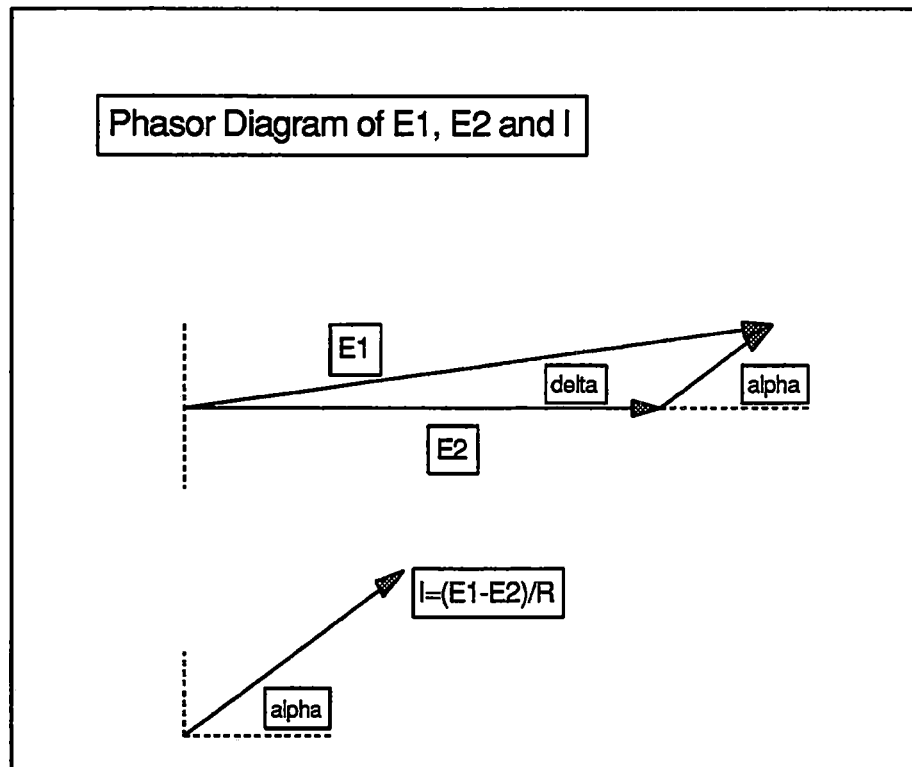 Phasor Diagram of E1, E2 and I
E1
delta
alpha
E2
I=(E1-E2)/R
alpha